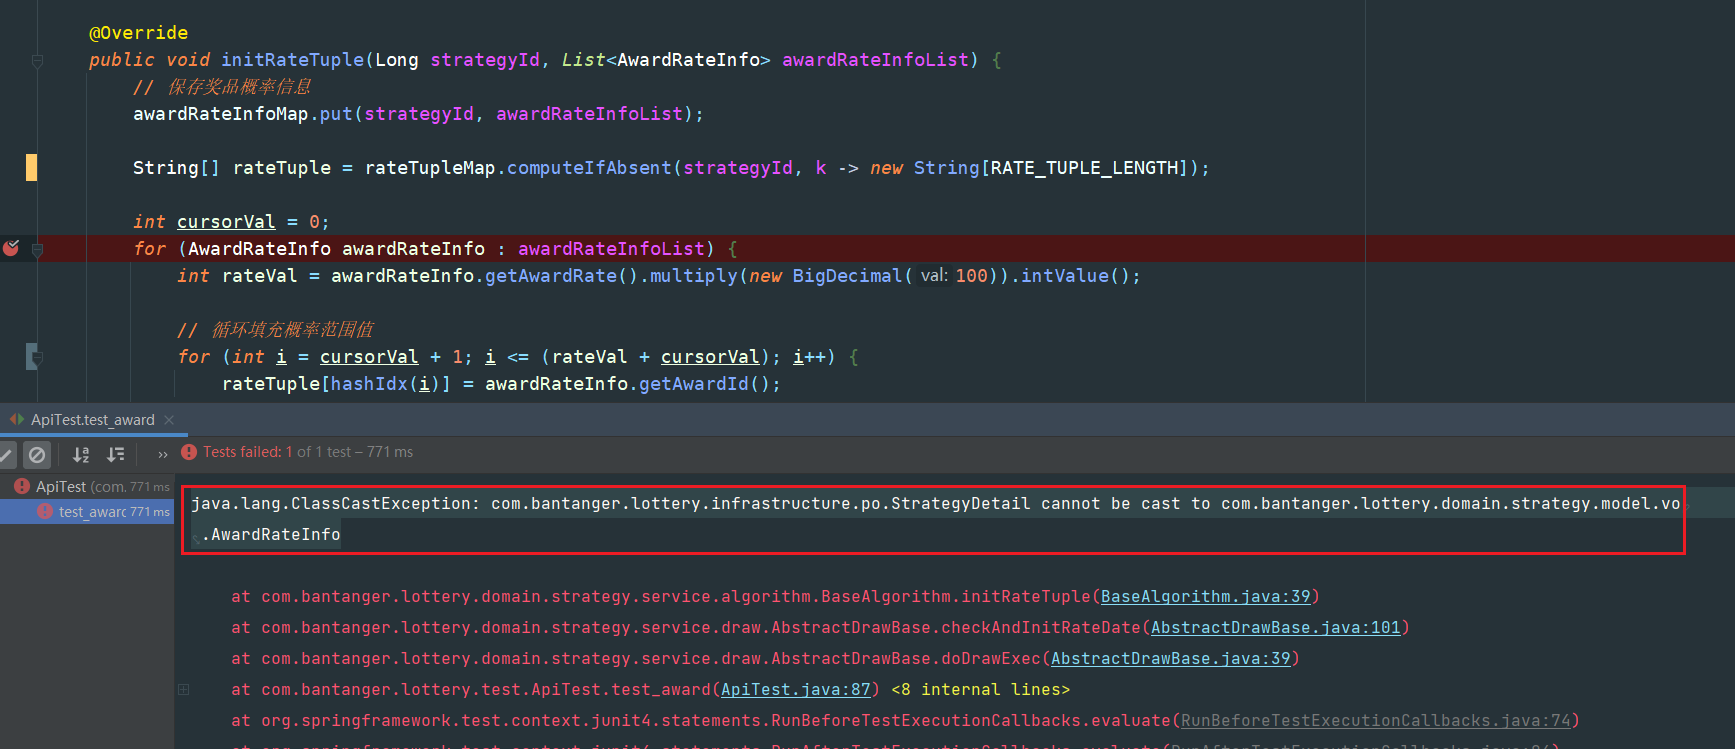 @Override
public void initRateTuple(Long strategyId, List<AwardRateInfo> awardRateInfoList) {
// 保存奖品概率信息
awardRateInfoMap.put(strategyId, awardRateInfoList);
String[] rateTuple = rateTupleMap.computeIfAbsent(strategyId, k -> new String[RATE_TUPLE_LENGTH]);
int cursorVal = 0;
for (AwardRateInfo awardRateInfo : awardRateInfoList) {
int rateVal = awardRateInfo.getAwardRate().multiply(new BigDecimal( val: 100)).intValue();
// 循环填充概率范围值
for (int i = cursorVal + 1; i <= (rateVal + cursorVal); i++) {
rateTuple[hashIdx(i)] = awardRateInfo.getAwardId();
ApiTest.test_award ×
Tests failed: 1 of 1 test – 771 ms
ApiTest (com. 771 ms
test_awarc 771 ms
java.lang.ClassCastException: com.bantanger.lottery.infrastructure.po.StrategyDetail cannot be cast to com.bantanger.lottery.domain.strategy.model.vo
.AwardRateInfo
at com.bantanger.lottery.domain.strategy.service.algorithm.BaseAlgorithm.initRateTuple(BaseAlgorithm.java:39)
at com.bantanger.lottery.domain.strategy.service.draw.AbstractDrawBase.checkAndInitRateDate(AbstractDrawBase.java:101)
at com.bantanger.lottery.domain.strategy.service.draw.AbstractDrawBase.doDrawExec(AbstractDrawBase.java:39)
at com.bantanger.lottery.test.ApiTest.test_award(ApiTest.java:87) <8 internal lines>
at org.springframework.test.context.junit4.statements.RunBeforeTestExecutionCallbacks.evaluate(RunBeforeTestExecutionCallbacks.java:74)